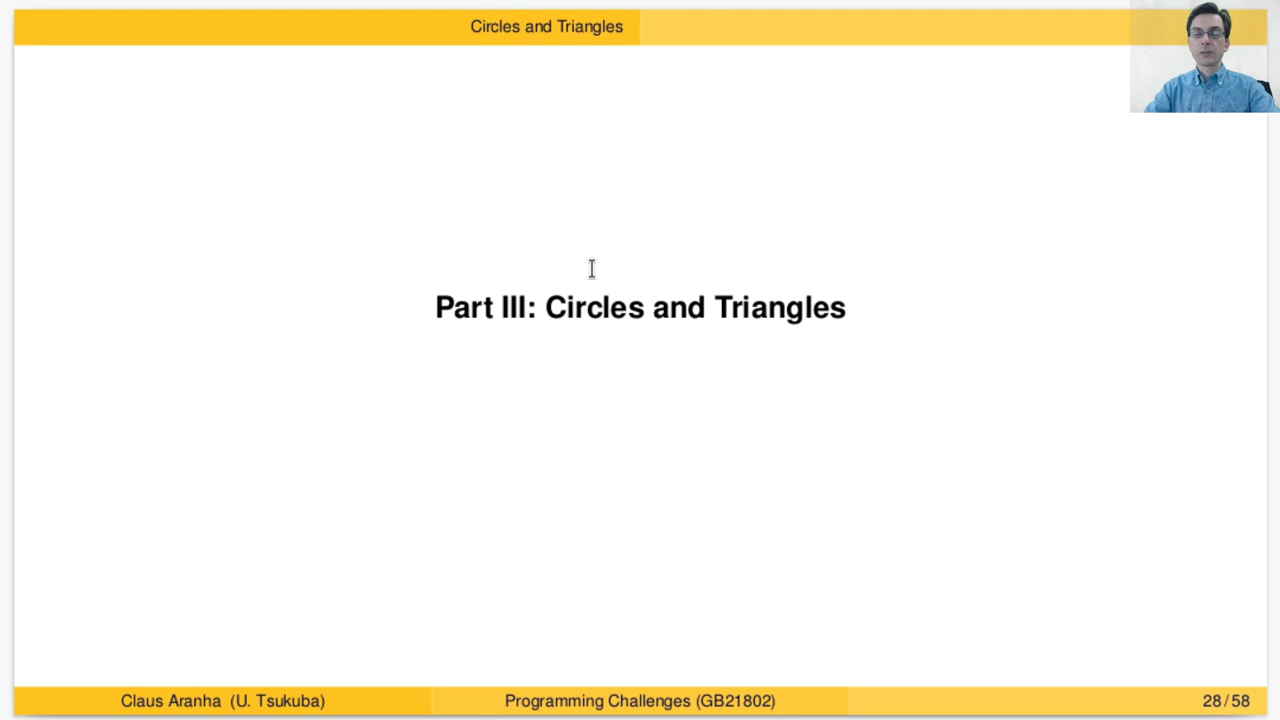 Circles and Triangles
Part III: Circles and Triangles
Claus Aranha (U. Tsukuba)
Programming Challenges (GB21802)
28/58